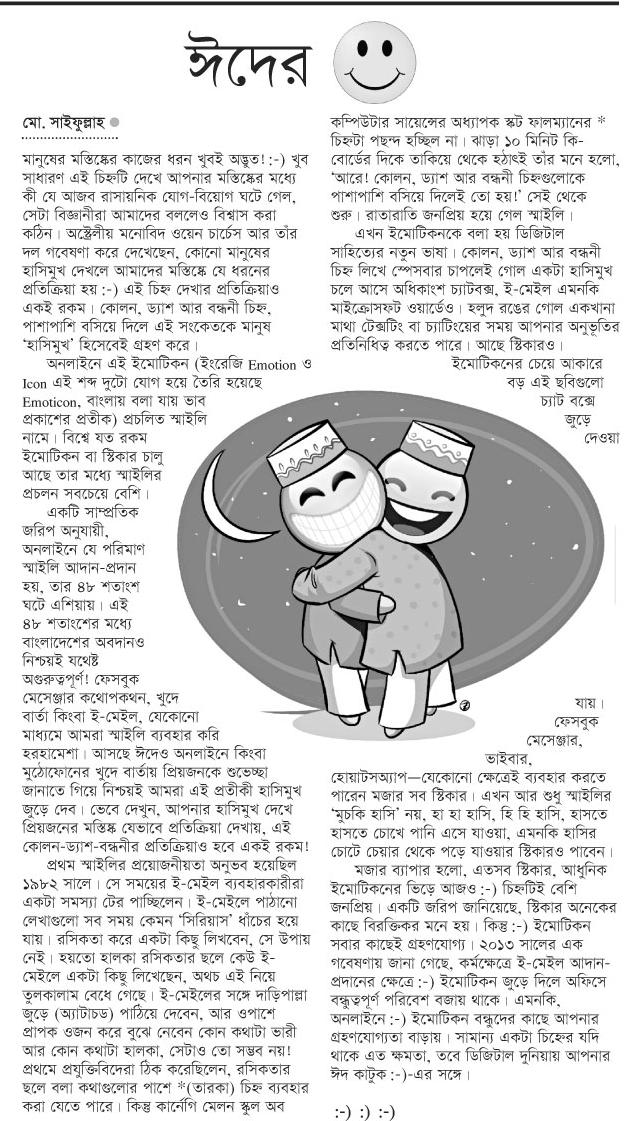 ঈদের
মো. সাইফুল্লাহ
মানুষের মস্তিষ্কের কাজের ধরন খুবই অদ্ভুত! :-) খুব
সাধারণ এই চিহ্নটি দেখে আপনার মস্তিষ্কের মধ্যে
কী যে আজব রাসায়নিক যোগ-বিয়োগ ঘটে গেল,
সেটা বিজ্ঞানীরা আমাদের বললেও বিশ্বাস করা
কঠিন। অস্ট্রেলীয় মনোবিদ ওয়েন চার্চেস আর তাঁর
দল গবেষণা করে দেখেছেন, কোনো মানুষের
হাসিমুখ দেখলে আমাদের মস্তিষ্কে যে ধরনের
প্রতিক্রিয়া হয় :-) এই চিহ্ন দেখার প্রতিক্রিয়াও
একই রকম। কোলন, ড্যাশ আর বন্ধনী চিহ্ন,
পাশাপাশি বসিয়ে দিলে এই সংকেতকে মানুষ
‘হাসিমুখ’ হিসেবেই গ্রহণ করে।
অনলাইনে এই ইমোটিকন (ইংরেজি Emotion ও
Icon এই শব্দ দুটো যোগ হয়ে তৈরি হয়েছে
Emoticon, বাংলায় বলা যায় ভাব
প্রকাশের প্রতীক) প্রচলিত স্মাইলি
নামে। বিশ্বে যত রকম
ইমোটিকন বা স্টিকার চালু
আছে তার মধ্যে স্মাইলির
প্রচলন সবচেয়ে বেশি।
একটি সাম্প্রতিক
জরিপ অনুযায়ী,
অনলাইনে যে পরিমাণ
স্মাইলি আদান-প্রদান
হয়, তার ৪৮ শতাংশ
ঘটে এশিয়ায়। এই
৪৮ শতাংশের মধ্যে
বাংলাদেশের অবদানও
নিশ্চয়ই যথেষ্ট
অগুরুত্বপূর্ণ! ফেসবুক
মেসেঞ্জার কথোপকথন, খুদে
বার্তা কিংবা ই-মেইল, যেকোনো
মাধ্যমে আমরা স্মাইলি ব্যবহার করি
হরহামেশা। আসছে ঈদেও অনলাইনে কিংবা
মুঠোফোনের খুদে বার্তায় প্রিয়জনকে শুভেচ্ছা
জানাতে গিয়ে নিশ্চয়ই আমরা এই প্রতীকী হাসিমুখ
জুড়ে দেব। ভেবে দেখুন, আপনার হাসিমুখ দেখে
প্রিয়জনের মস্তিষ্ক যেভাবে প্রতিক্রিয়া দেখায়, এই
কোলন-ড্যাশ-বন্ধনীর প্রতিক্রিয়াও হবে একই রকম!
প্রথম স্মাইলির প্রয়োজনীয়তা অনুভব হয়েছিল
১৯৮২ সালে। সে সময়ের ই-মেইল ব্যবহারকারীরা
একটা সমস্যা টের পাচ্ছিলেন। ই-মেইলে পাঠানো
লেখাগুলো সব সময় কেমন ‘সিরিয়াস’ ধাঁচের হয়ে
যায়। রসিকতা করে একটা কিছু লিখবেন, সে উপায়
নেই। হয়তো হালকা রসিকতার ছলে কেউ ই-
মেইলে একটা কিছু লিখেছেন, অথচ এই নিয়ে
তুলকালাম বেধে গেছে। ই-মেইলের সঙ্গে দাড়িপাল্লা
জুড়ে (অ্যাটাচড) পাঠিয়ে দেবেন, আর ওপাশে
প্রাপক ওজন করে বুঝে নেবেন কোন কথাটা ভারী
আর কোন কথাটা হালকা, সেটাও তো সম্ভব নয়!
প্রথমে প্রযুক্তিবিদেরা ঠিক করেছিলেন, রসিকতার
ছলে বলা কথাগুলোর পাশে *(তারকা) চিহ্ন ব্যবহার
করা যেতে পারে। কিন্তু কার্নেগি মেলন স্কুল অব
কম্পিউটার সায়েন্সের অধ্যাপক স্কট ফালম্যানের *
চিহ্নটা পছন্দ হচ্ছিল না। ঝাড়া ১০ মিনিট কি-
বোর্ডের দিকে তাকিয়ে থেকে হঠাৎই তাঁর মনে হলো,
‘আরে! কোলন, ড্যাশ আর বন্ধনী চিহ্নগুলোকে
পাশাপাশি বসিয়ে দিলেই তো হয়!’ সেই থেকে
শুরু। রাতারাতি জনপ্রিয় হয়ে গেল স্মাইলি।
এখন ইমোটিকনকে বলা হয় ডিজিটাল
সাহিত্যের নতুন ভাষা। কোলন, ড্যাশ আর বন্ধনী
চিহ্ন লিখে স্পেসবার চাপলেই গোল একটা হাসিমুখ
চলে আসে অধিকাংশ চ্যাটবক্স, ই-মেইল এমনকি
মাইক্রোসফট ওয়ার্ডেও। হলুদ রঙের গোল একখানা
মাথা টেক্সটিং বা চ্যাটিংয়ের সময় আপনার অনুভূতির
প্রতিনিধিত্ব করতে পারে। আছে স্টিকারও।
ইমোটিকনের চেয়ে আকারে
বড় এই ছবিগুলো
চ্যাট বক্সে
জুড়ে
দেওয়া
যায়।
ফেসবুক
মেসেঞ্জার,
ভাইবার,
হোয়াটসঅ্যাপ—যেকোনো ক্ষেত্রেই ব্যবহার করতে
পারেন মজার সব স্টিকার। এখন আর শুধু স্মাইলির
‘মুচকি হাসি’ নয়, হা হা হাসি, হি হি হাসি, হাসতে
হাসতে চোখে পানি এসে যাওয়া, এমনকি হাসির
চোটে চেয়ার থেকে পড়ে যাওয়ার স্টিকারও পাবেন।
মজার ব্যাপার হলো, এতসব স্টিকার, আধুনিক
ইমোটিকনের ভিড়ে আজও :-) চিহ্নটিই বেশি
জনপ্রিয়। একটি জরিপ জানিয়েছে, স্টিকার অনেকের
কাছে বিরক্তিকর মনে হয়। কিন্তু :-) ইমোটিকন
সবার কাছেই গ্রহণযোগ্য। ২০১৩ সালের এক
গবেষণায় জানা গেছে, কর্মক্ষেত্রে ই-মেইল আদান-
প্রদানের ক্ষেত্রে :-) ইমোটিকন জুড়ে দিলে অফিসে
বন্ধুত্বপূর্ণ পরিবেশ বজায় থাকে। এমনকি,
অনলাইনে :-) ইমোটিকন বন্ধুদের কাছে আপনার
গ্রহণযোগ্যতা বাড়ায়। সামান্য একটা চিহ্নের যদি
থাকে এত ক্ষমতা, তবে ডিজিটাল দুনিয়ায় আপনার
ঈদ কাটুক :-)-এর সঙ্গে।
:-) :) :-)